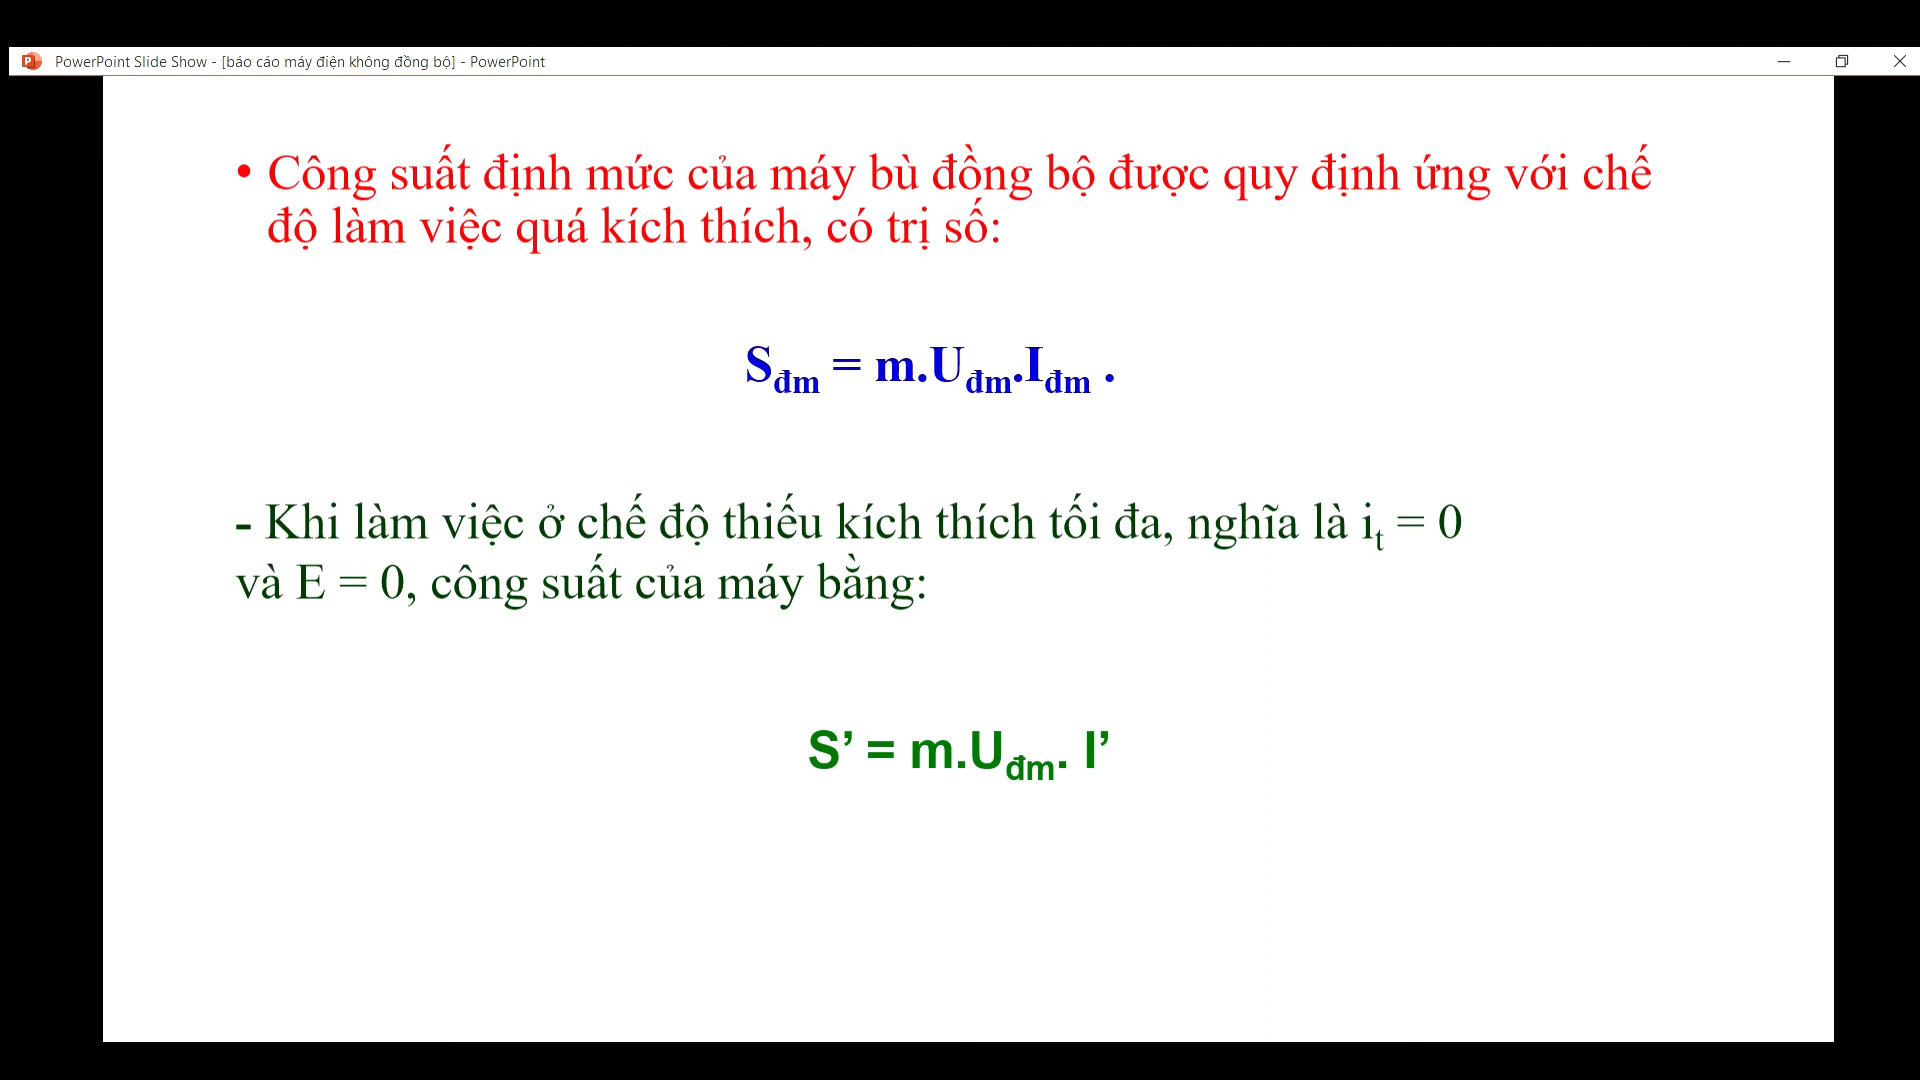 PowerPoint Slide Show - [báo cáo máy điện không đồng bộ] - PowerPoint
• Công suất định mức của máy bù đồng bộ được quy định ứng với chế
độ làm việc quá kích thích, có trị số:
Sđm = m.Uđm.Iđm .
- Khi làm việc ở chế độ thiếu kích thích tối đa, nghĩa là it = 0
và E = 0, công suất của máy bằng:
S’ = m.Uđm. I’